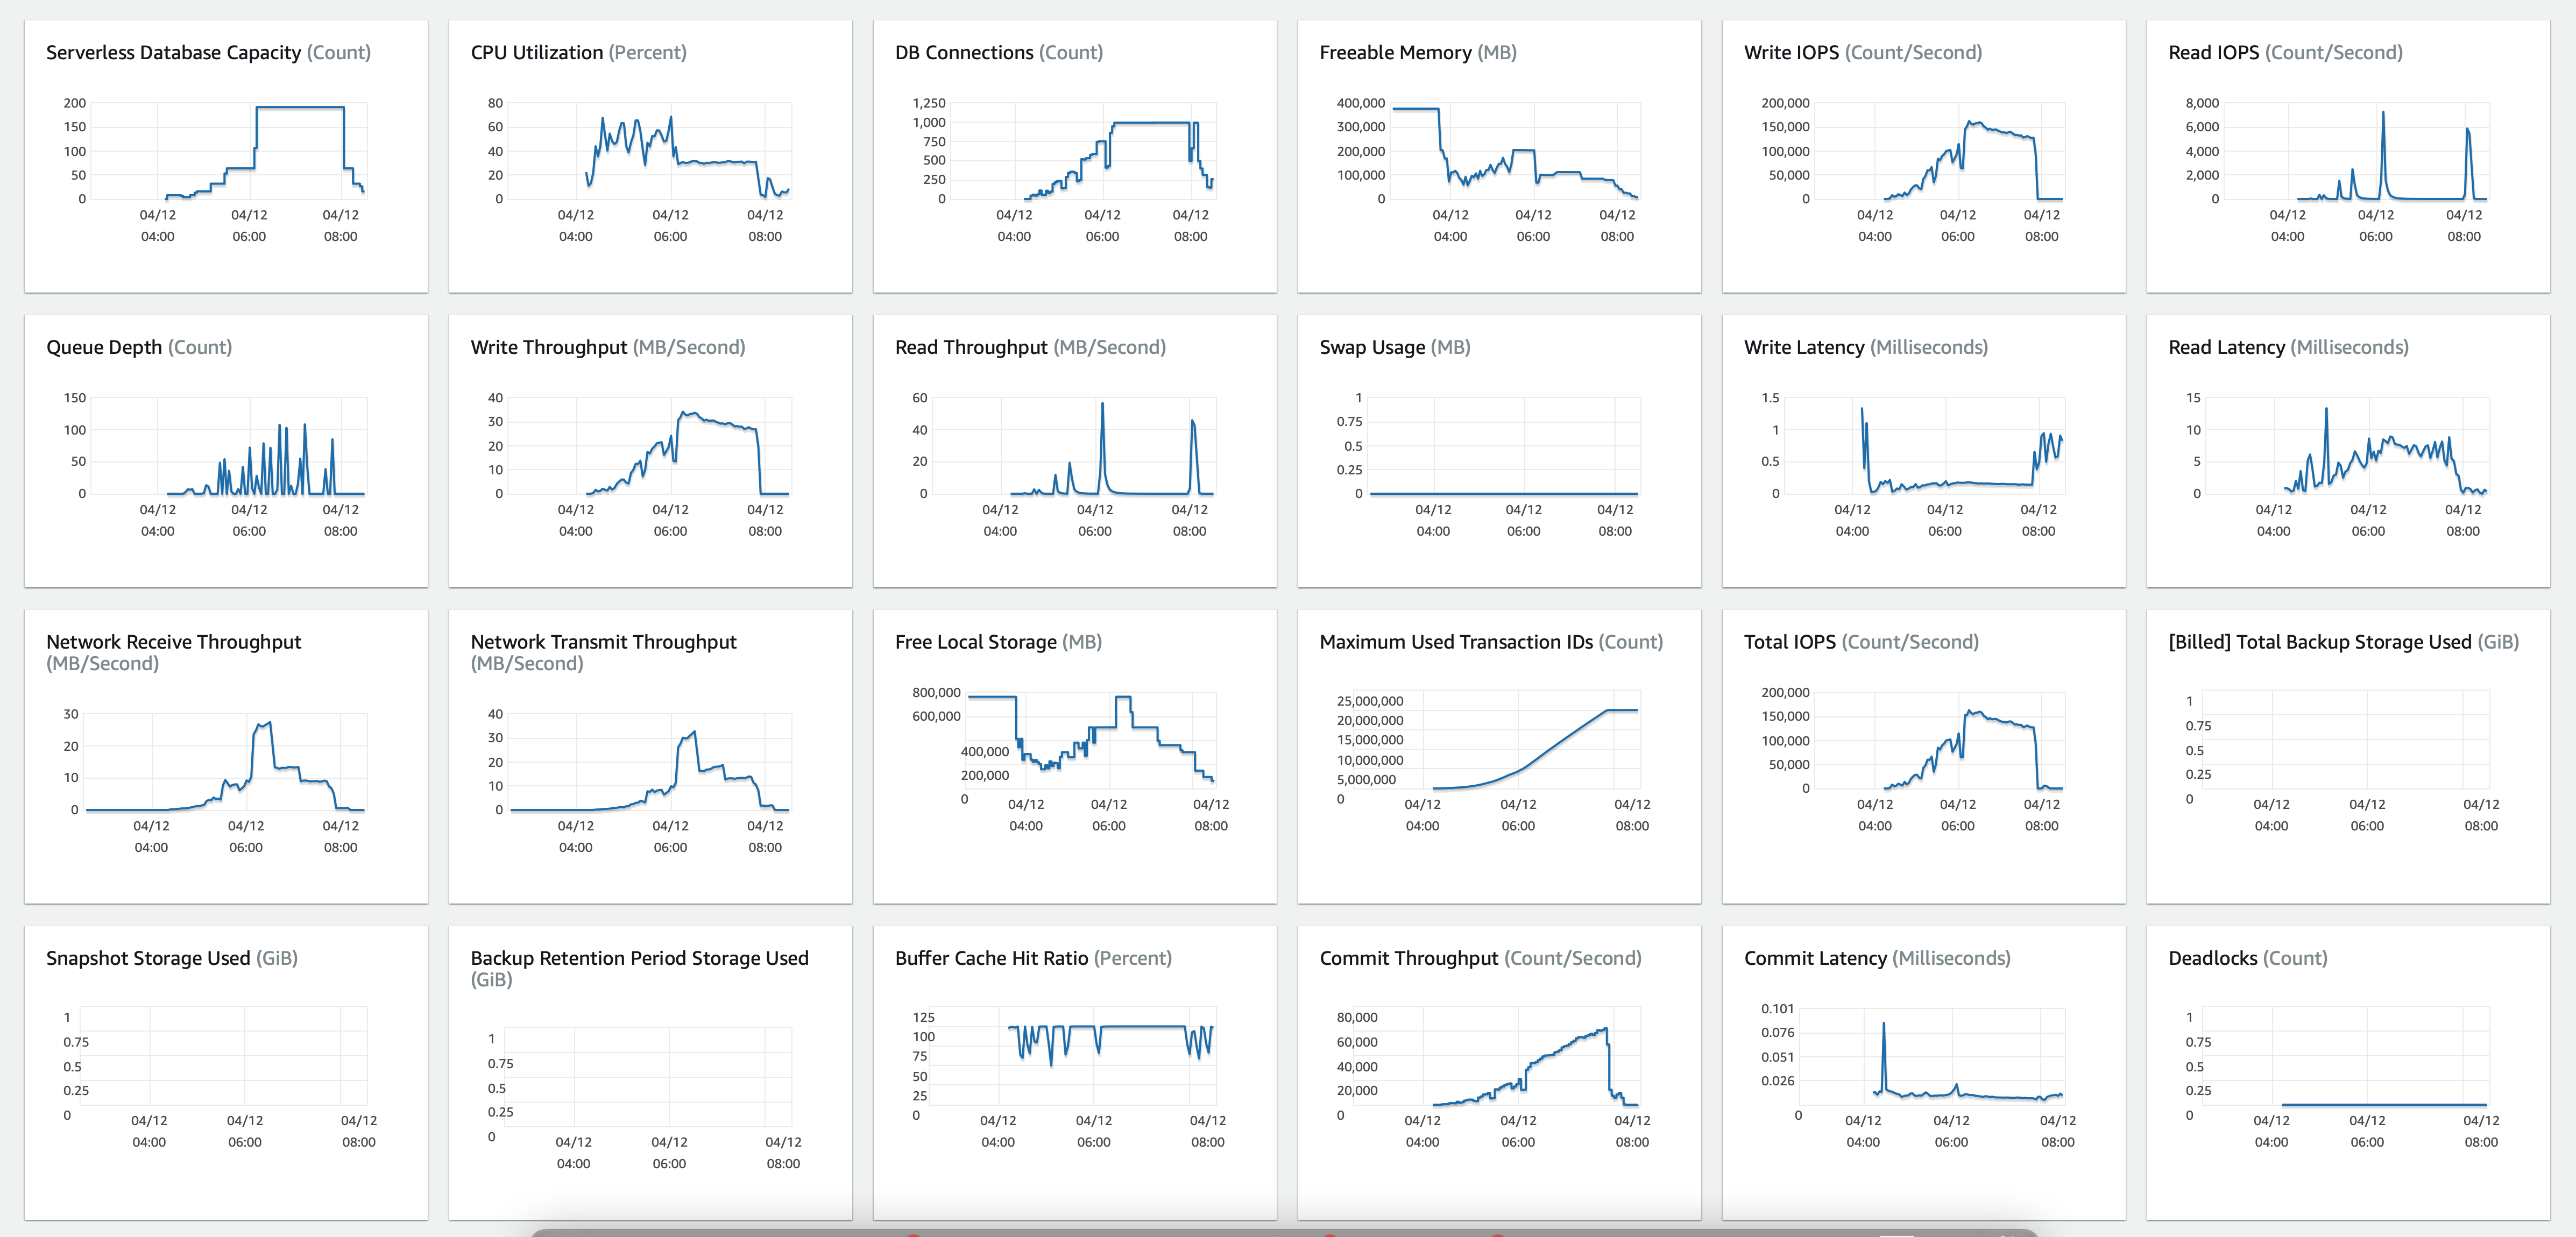 Serverless Database Capacity (Count)
200
150
100
50
0
04/12 04/12 04/12
04:00 06:00 08:00
CPU Utilization (Percent)
80
60
40
20
0
04/12 04/12 04/12
04:00 06:00 08:00
DB Connections (Count)
1,250
1,000
750
500
250
0
04/12 04/12 04/12
04:00 06:00 08:00
Freeable Memory (MB)
400,000
300,000
200,000
100,000
0
04/12 04/12 04/12
04:00 06:00 08:00
Write IOPS (Count/Second)
200,000
150,000
100,000
50,000
0
04/12 04/12 04/12
04:00 06:00 08:00
Read IOPS (Count/Second)
8,000
6,000
4,000
2,000
0
04/12 04/12 04/12
04:00 06:00 08:00
Queue Depth (Count)
150
100
50
0
04/12 04/12 04/12
04:00 06:00 08:00
Write Throughput (MB/Second)
40
30
20
10
0
04/12 04/12 04/12
04:00 06:00 08:00
Read Throughput (MB/Second)
60
40
20
0
04/12 04/12 04/12
04:00 06:00 08:00
Swap Usage (MB)
1
0.75
0.5
0.25
0
04/12 04/12 04/12
04:00 06:00 08:00
Write Latency (Milliseconds)
1.5
1
0.5
0
04/12 04/12 04/12
04:00 06:00 08:00
Read Latency (Milliseconds)
15
10
5
0
04/12 04/12 04/12
04:00 06:00 08:00
Network Receive Throughput
(MB/Second)
30
20
10
0
04/12 04/12 04/12
04:00 06:00 08:00
Network Transmit Throughput
(MB/Second)
40
30
20
10
0
04/12 04/12 04/12
04:00 06:00 08:00
Free Local Storage (MB)
800,000
600,000
400,000
200,000
0
04/12 04/12 04/12
04:00 06:00 08:00
Maximum Used Transaction IDs (Count)
25,000,000
20,000,000
15,000,000
10,000,000
5,000,000
0
04/12 04/12 04/12
04:00 06:00 08:00
Total IOPS (Count/Second)
200,000
150,000
100,000
50,000
0
04/12 04/12 04/12
04:00 06:00 08:00
[Billed] Total Backup Storage Used (GiB)
1
0.75
0.5
0.25
0
04/12 04/12 04/12
04:00 06:00 08:00
Snapshot Storage Used (GiB)
1
0.75
0.5
0.25
0
04/12 04/12 04/12
04:00 06:00 08:00
Backup Retention Period Storage Used
(GiB)
1
0.75
0.5
0.25
0
04/12 04/12 04/12
04:00 06:00 08:00
Buffer Cache Hit Ratio (Percent)
125
100
75
50
25
0
04/12 04/12 04/12
04:00 06:00 08:00
Commit Throughput (Count/Second)
80,000
60,000
40,000
20,000
0
04/12 04/12 04/12
04:00 06:00 08:00
Commit Latency (Milliseconds)
0.101
0.076
0.051
0.026
0
04/12 04/12 04/12
04:00 06:00 08:00
Deadlocks (Count)
1
0.75
0.5
0.25
0
04/12 04/12 04/12
04:00 06:00 08:00